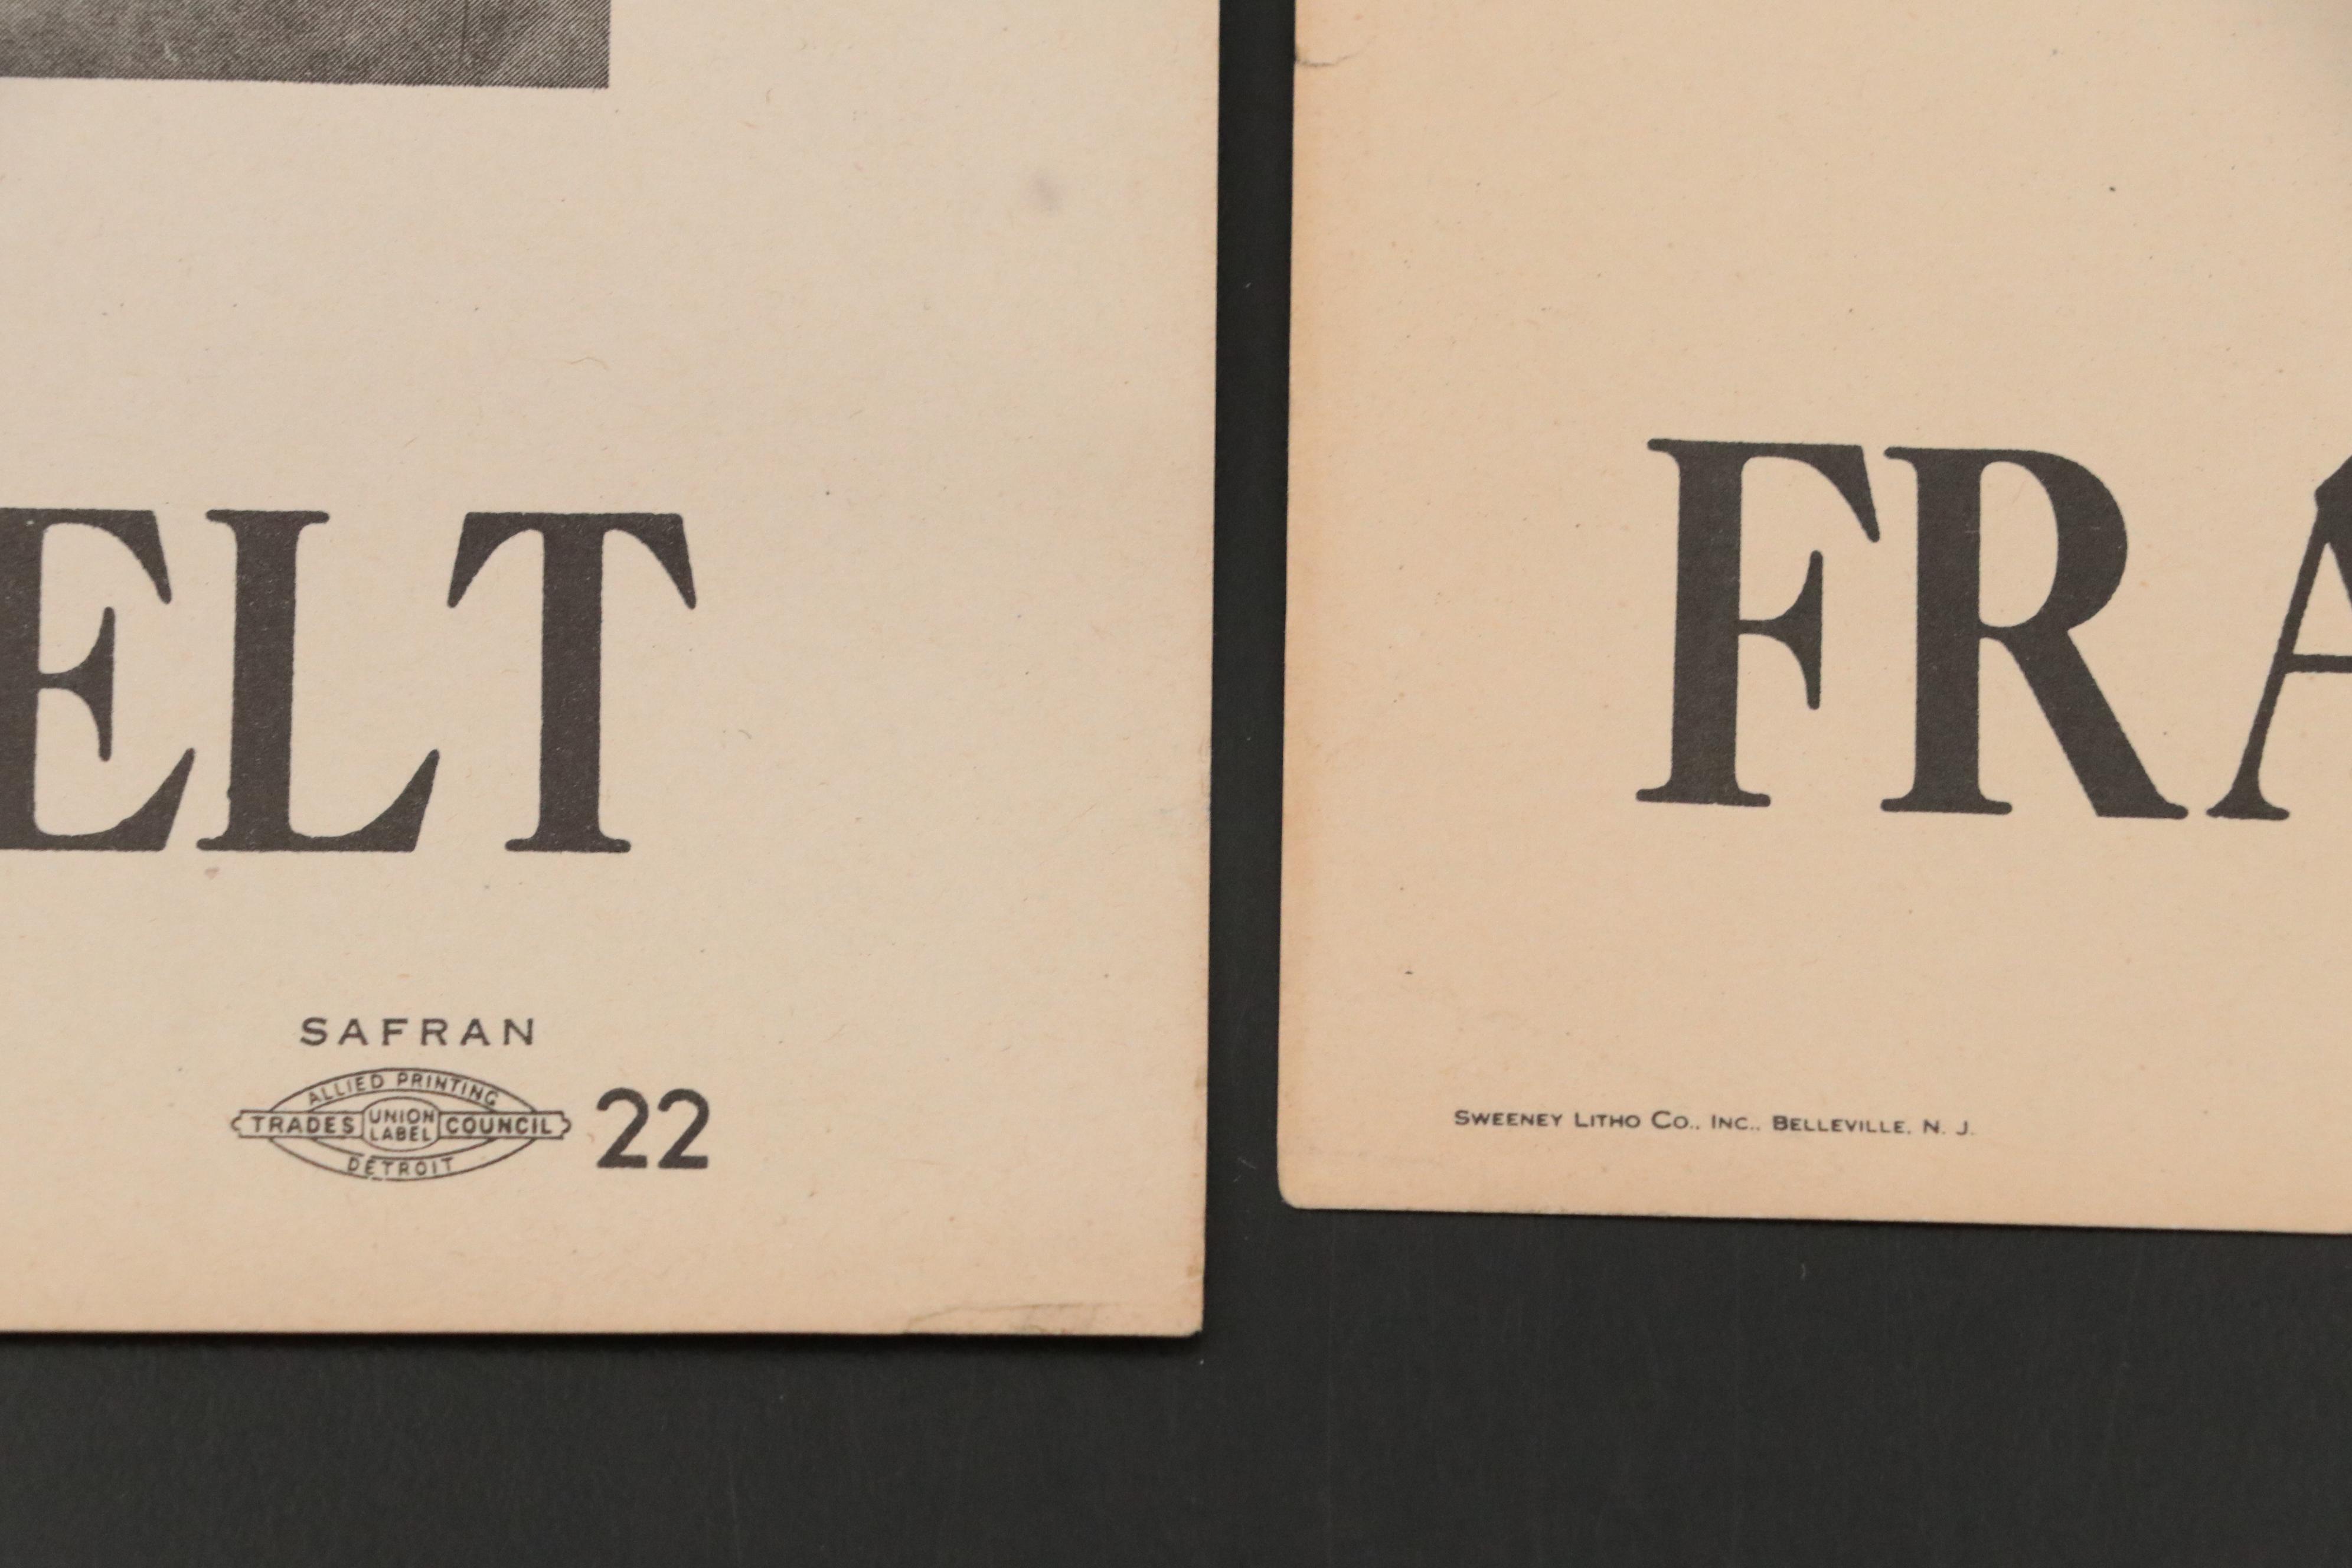 ELT
SAFRAN
ALLIED PRINTING
TRADES UNION LABEL COUNCIL
DETROIT
22
FRA
SWEENEY LITHO CO., INC., BELLEVILLE, N. J.